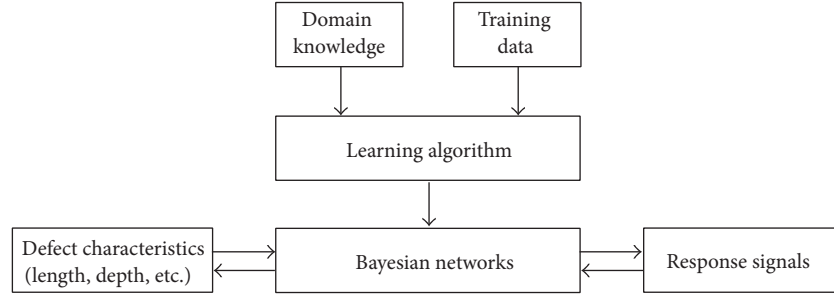 Domain
knowledge
Training
data
Learning algorithm
Defect characteristics
(length, depth, etc.)
Bayesian networks
Response signals